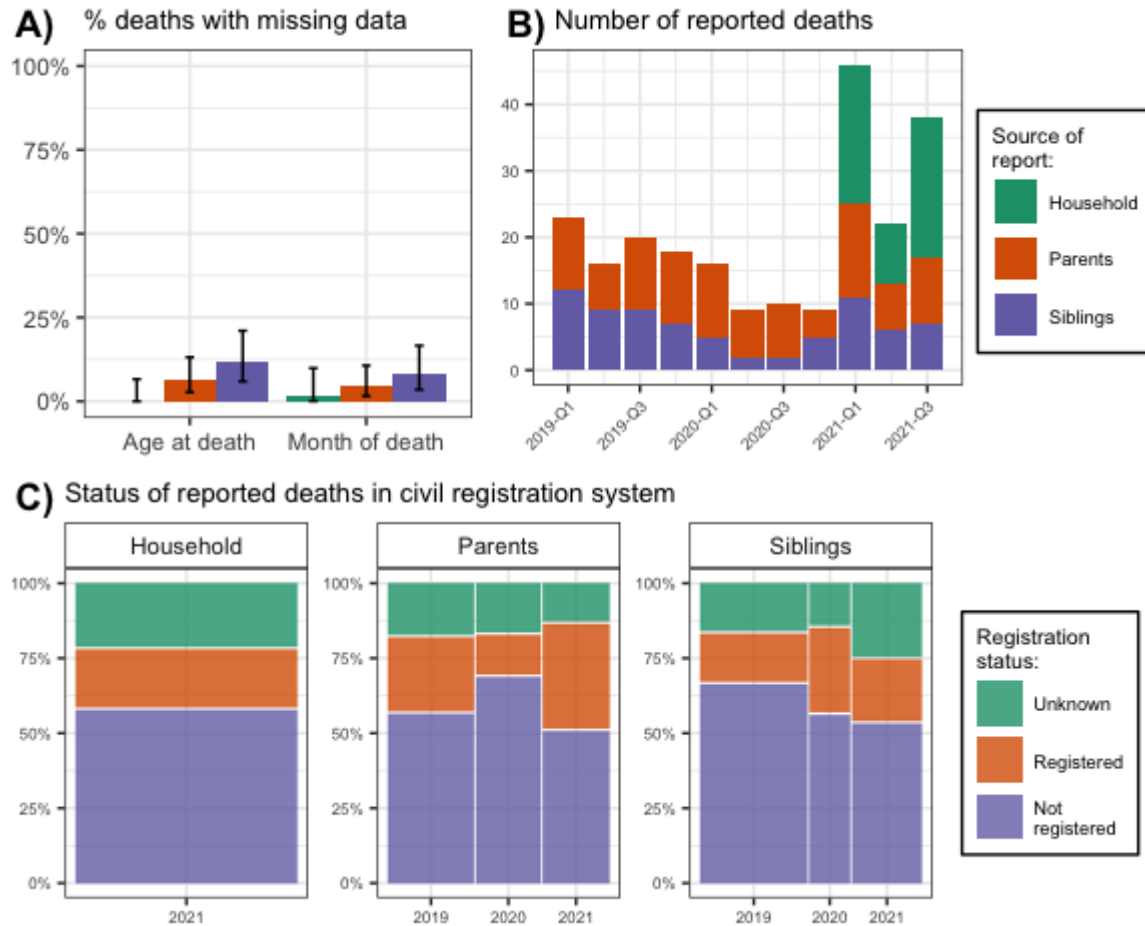 A) % deaths with missing data
100%
75%
50%
25%
0%
Age at death Month of death
B) Number of reported deaths
40
30
20
10
0
2019-Q1 2019-Q3 2020-Q1 2020-Q3 2021-Q1 2021-Q3
Source of
report:
Household
Parents
Siblings
C) Status of reported deaths in civil registration system
Household
100%
75%
50%
25%
0%
2021
Parents
100%
75%
50%
25%
0%
2019 2020 2021
Siblings
100%
75%
50%
25%
0%
2019 2020 2021
Registration
status:
Unknown
Registered
Not
registered